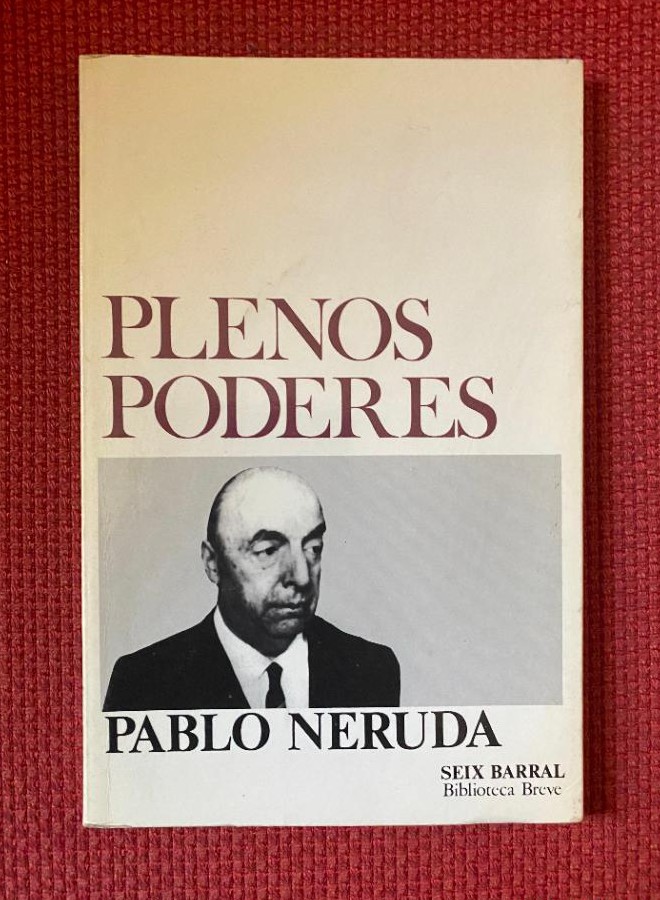 PLENOS
PODERES
PABLO NERUDA
SEIX BARRAL
Biblioteca Breve